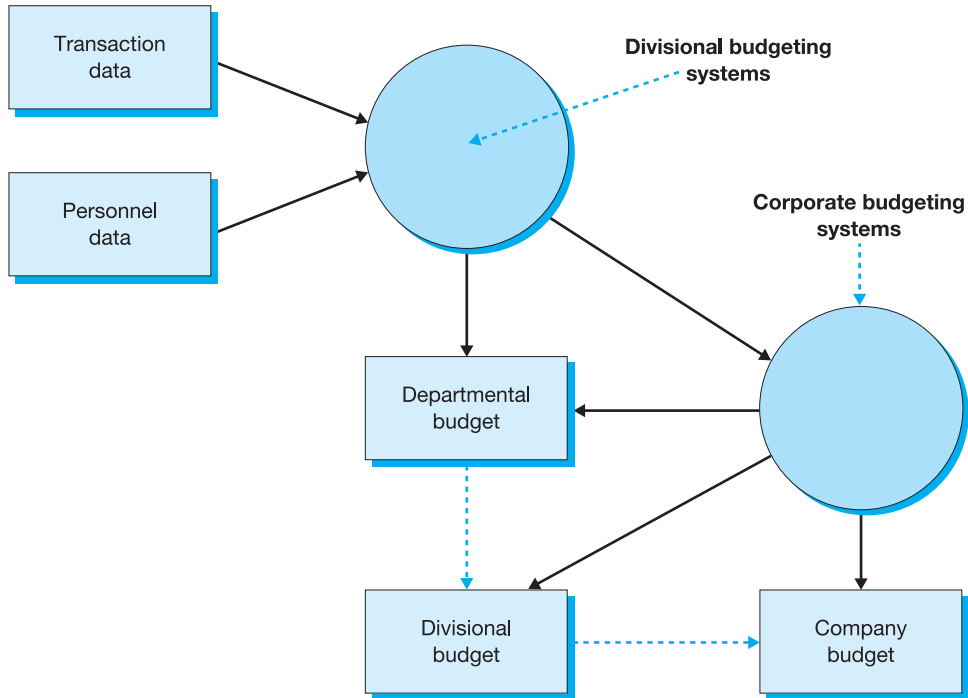 Transaction
data
Divisional budgeting
systems
Personnel
data
Corporate budgeting
systems
Departmental
budget
Divisional
budget
Company
budget